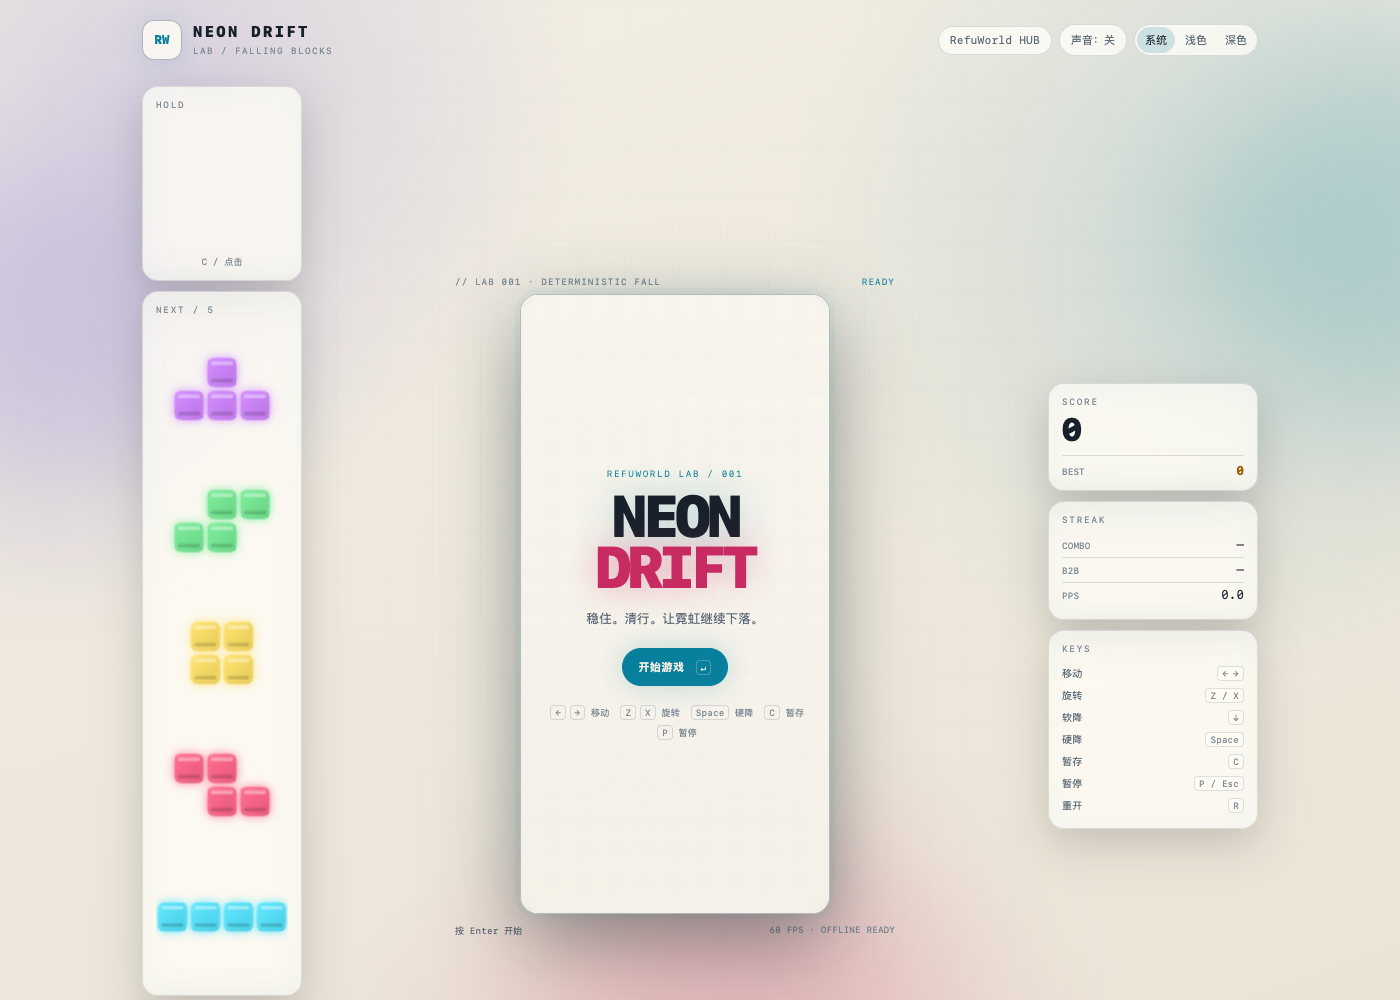 RW
NEON DRIFT
LAB / FALLING BLOCKS
RefuWorld HUB
声音: 关
系统 浅色 深色
HOLD
C / 点击
NEXT / 5
// LAB 001 · DETERMINISTIC FALL
READY
REFUWORLD LAB / 001
NEON
DRIFT
稳住。清行。让霓虹继续下落。
开始游戏 ↵
← → 移动 Z X 旋转 Space 硬降 C 暂存
P 暂停
按 Enter 开始
60 FPS · OFFLINE READY
SCORE
0
BEST 0
STREAK
COMBO —
B2B —
PPS 0.0
KEYS
移动 ← →
旋转 Z / X
软降 ↓
硬降 Space
暂存 C
暂停 P / Esc
重开 R